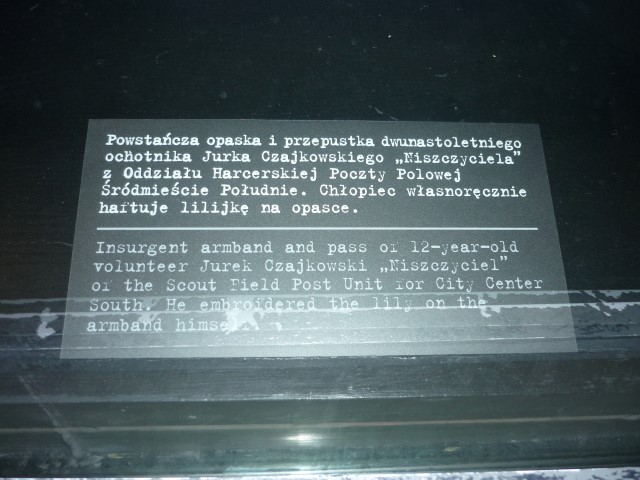 Powstańcza opaska i przepustka dwunastoletniego
ochotnika Jurka Czajkowskiego „Niszczyciela”
z Oddziału Harcerskiej Poczty Polowej
Śródmieście Południe. Chłopiec własnoręcznie
haftuje lilijkę na opasce.
Insurgent armband and pass of 12-year-old
volunteer Jurek Czajkowski „Niszczyciel”
of the Scout Field Post Unit for City Center
South. He embroidered the lily on the
armband himself.